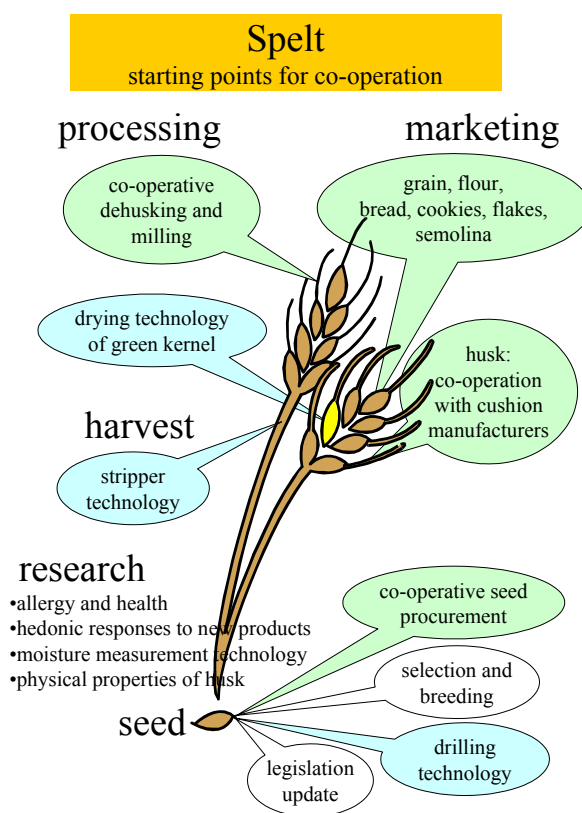 Spelt
starting points for co-operation
processing
marketing
co-operative
dehusking and
milling
grain, flour,
bread, cookies, flakes,
semolina
drying technology
of green kernel
husk:
co-operation
with cushion
manufacturers
harvest
stripper
technology
research
•allergy and health
•hedonic responses to new products
•moisture measurement technology
•physical properties of husk
co-operative seed
procurement
selection and
breeding
seed
drilling
technology
legislation
update